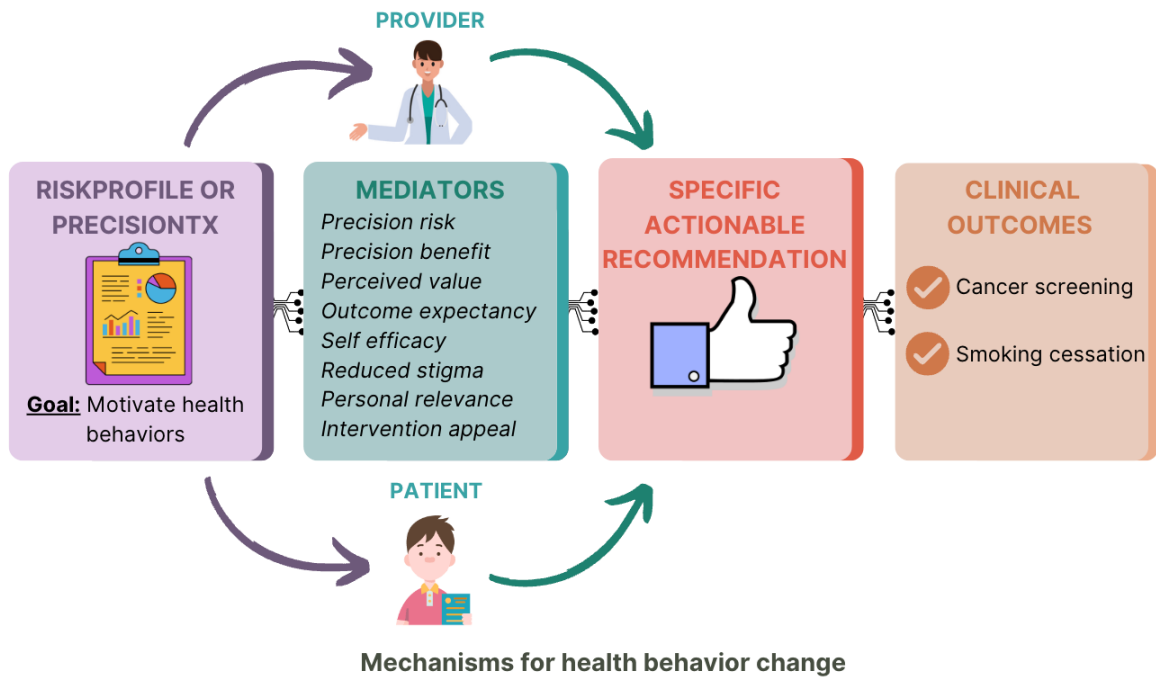 PROVIDER
RISKPROFILE OR
PRECISIONTX
Goal: Motivate health
behaviors
MEDIATORS
Precision risk
Precision benefit
Perceived value
Outcome expectancy
Self efficacy
Reduced stigma
Personal relevance
Intervention appeal
SPECIFIC
ACTIONABLE
RECOMMENDATION
CLINICAL
OUTCOMES
Cancer screening
Smoking cessation
PATIENT
Mechanisms for health behavior change